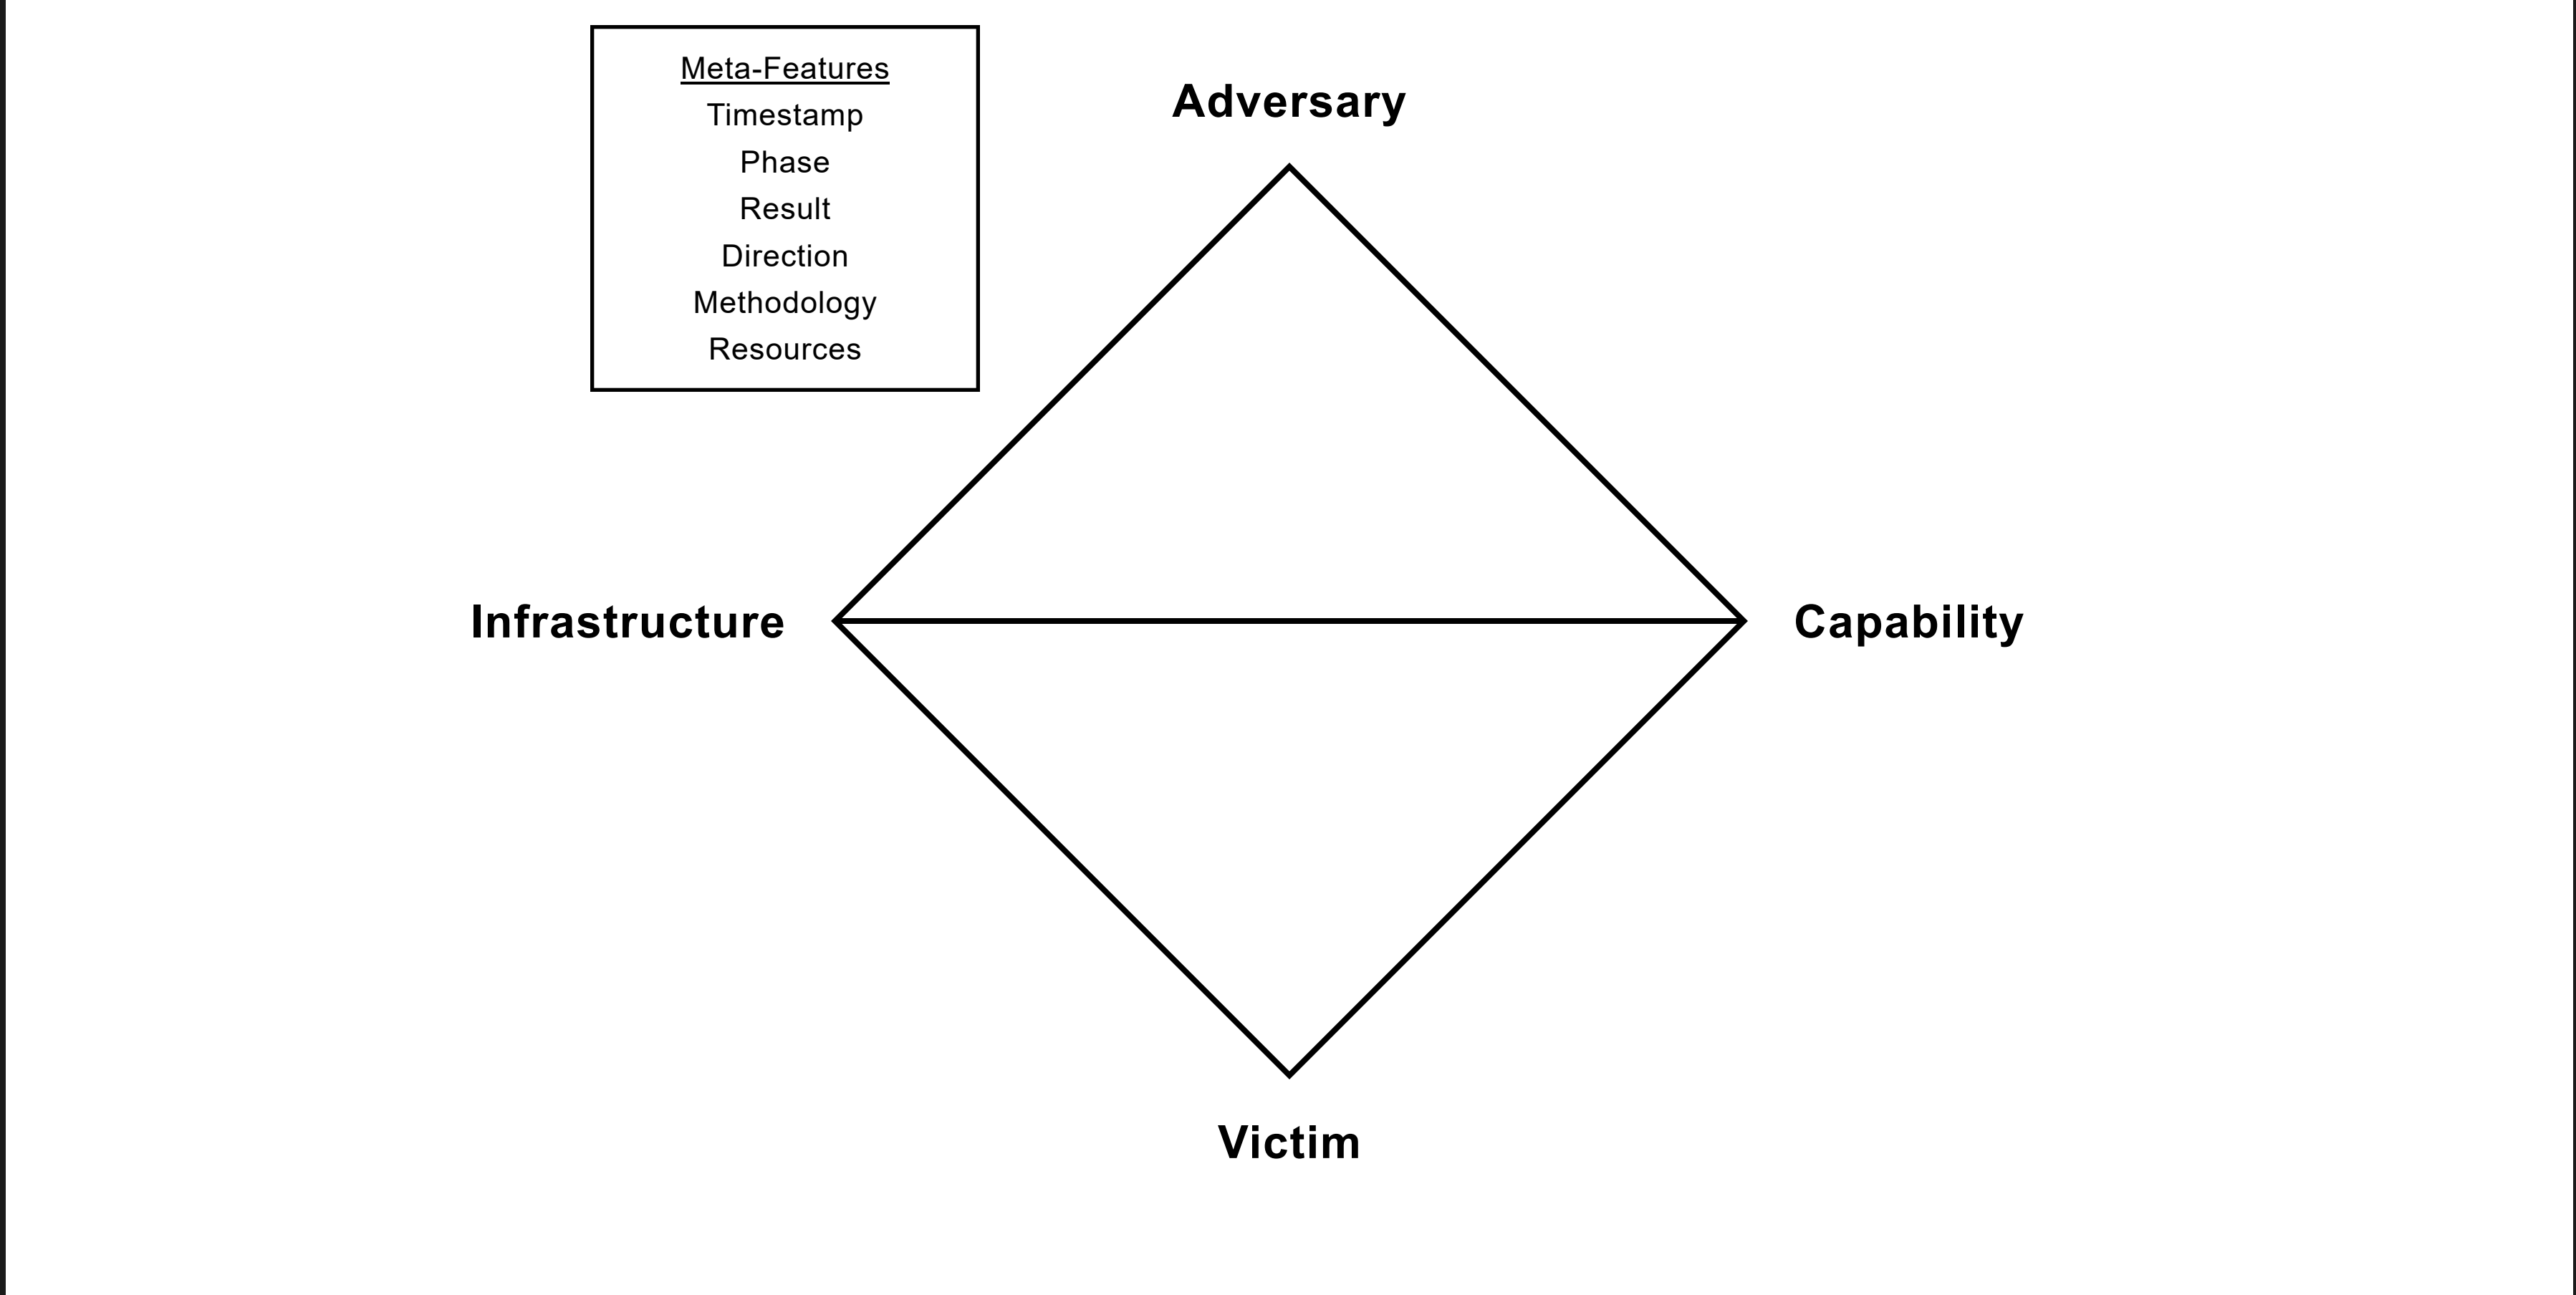 Meta-Features
Timestamp
Phase
Result
Direction
Methodology
Resources
Adversary
Infrastructure
Capability
Victim